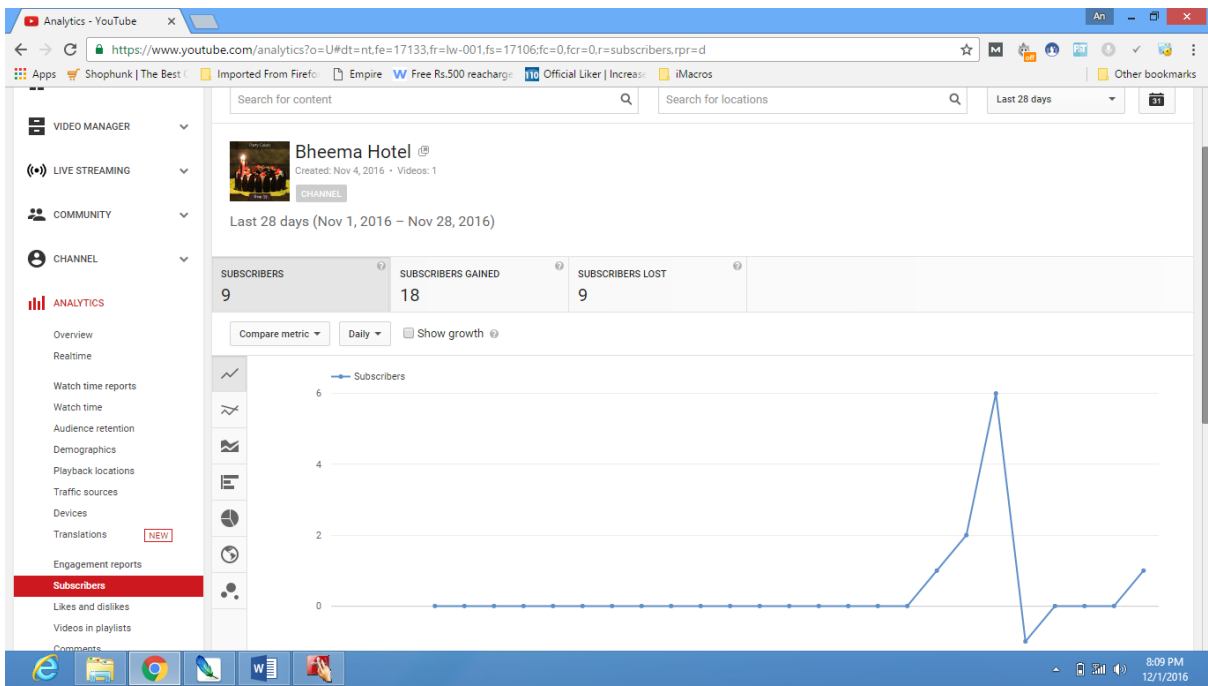 Analytics - YouTube
An
https://www.youtube.com/analytics?o=U#dt=nt,fe=17133,fr=lw-001,fs=17106;fc=0,fcr=0,r=subscribers,rpr=d
Apps Shophunk | The Best Imported From Firefo Empire Free Rs.500 reacharge Official Liker | Increase iMacros Other bookmarks
Search for content Search for locations Last 28 days 31
VIDEO MANAGER
LIVE STREAMING
COMMUNITY
CHANNEL
ANALYTICS
Overview
Realtime
Watch time reports
Watch time
Audience retention
Demographics
Playback locations
Traffic sources
Devices
Translations NEW
Engagement reports
Subscribers
Likes and dislikes
Videos in playlists
Comments
Bheema Hotel
Created: Nov 4, 2016 • Videos: 1
CHANNEL
Last 28 days (Nov 1, 2016 – Nov 28, 2016)
SUBSCRIBERS
9
SUBSCRIBERS GAINED
18
SUBSCRIBERS LOST
9
Compare metric Daily Show growth
Subscribers
6
4
2
0
8:09 PM
12/1/2016